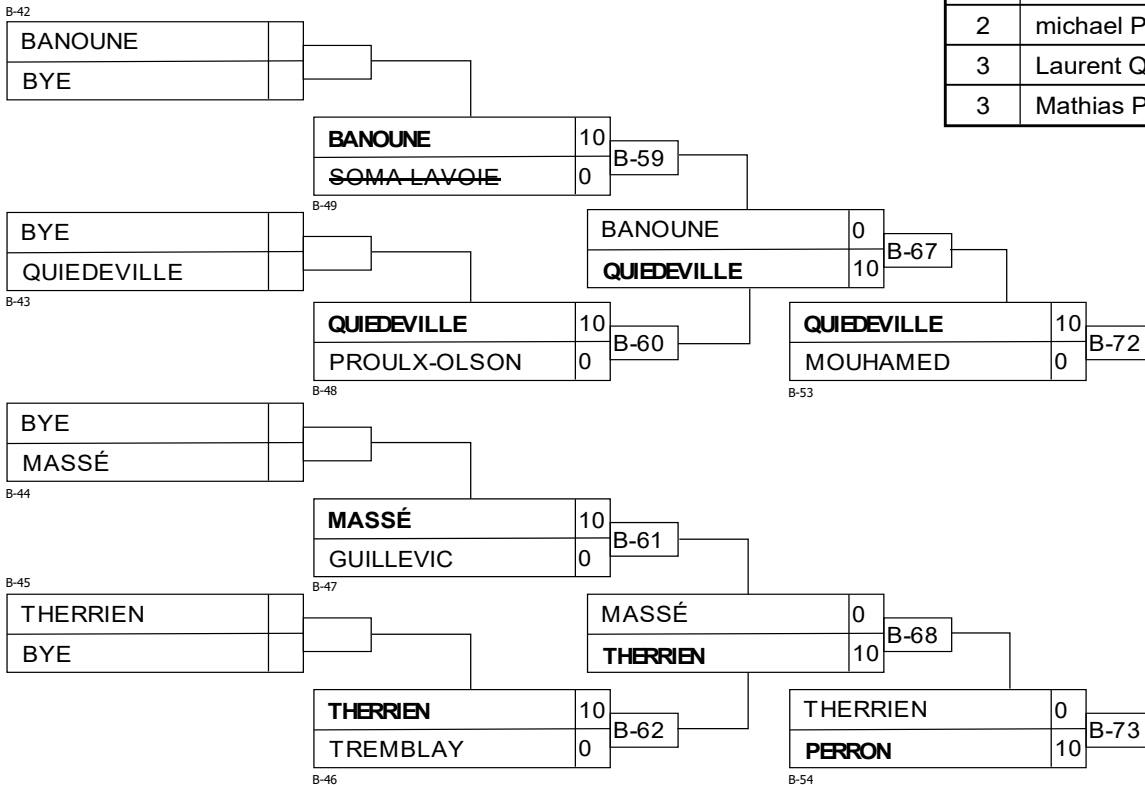 B-42
BANOUNE
BYE
2 michael P
3 Laurent Q
3 Mathias P
BANOUNE 10
SOMA LAVOIE 0
B-59
B-49
BYE
QUIEDEVILLE
B-43
BANOUNE 0
QUIEDEVILLE 10
B-67
QUIEDEVILLE 10
PROULX-OLSON 0
B-60
B-48
QUIEDEVILLE 10
MOUHAMED 0
B-72
B-53
BYE
MASSÉ
B-44
MASSÉ 10
GUILLEVIC 0
B-61
B-47
B-45
THERRIEN
BYE
MASSÉ 0
THERRIEN 10
B-68
THERRIEN 10
TREMBLAY 0
B-62
B-46
THERRIEN 0
PERRON 10
B-73
B-54